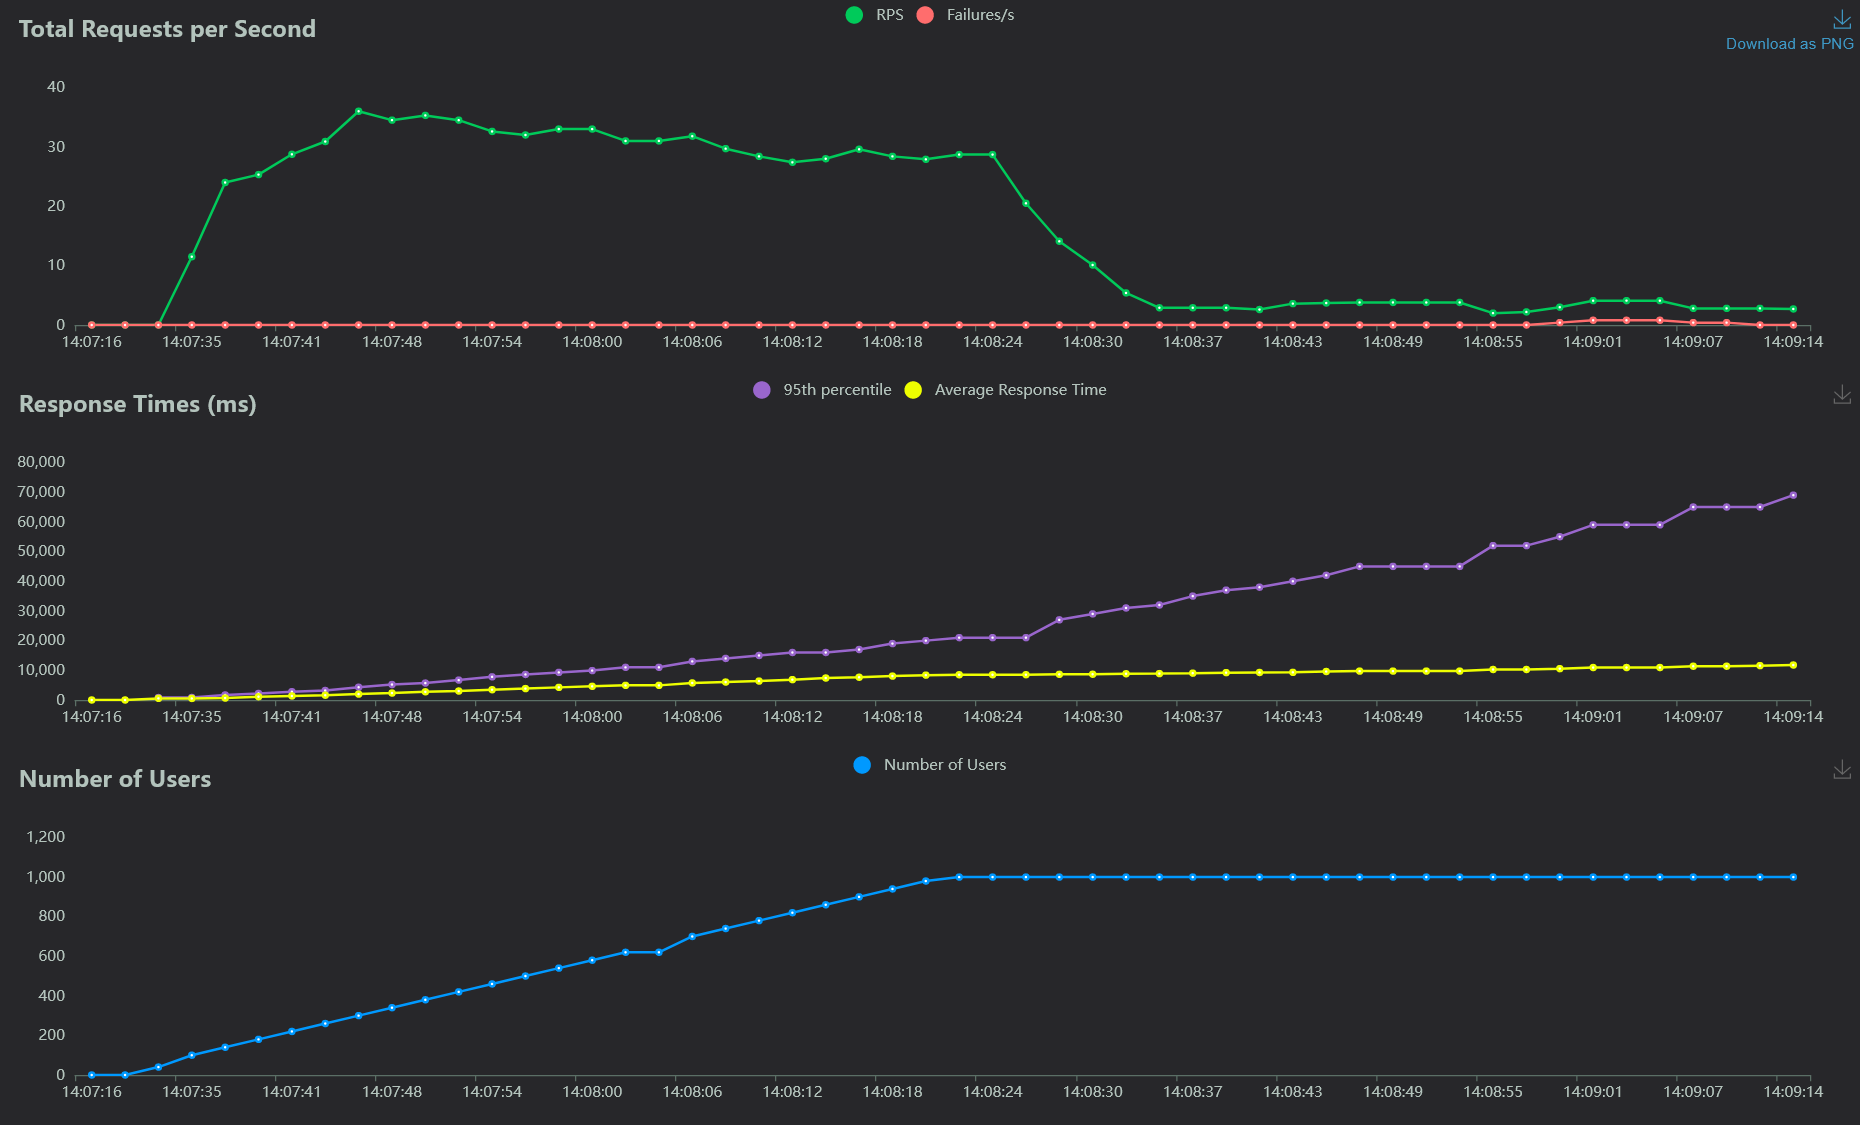 Total Requests per Second
RPS Failures/s
Download as PNG
40
30
20
10
0
14:07:16 14:07:35 14:07:41 14:07:48 14:07:54 14:08:00 14:08:06 14:08:12 14:08:18 14:08:24 14:08:30 14:08:37 14:08:43 14:08:49 14:08:55 14:09:01 14:09:07 14:09:14
Response Times (ms)
95th percentile Average Response Time
80,000
70,000
60,000
50,000
40,000
30,000
20,000
10,000
0
14:07:16 14:07:35 14:07:41 14:07:48 14:07:54 14:08:00 14:08:06 14:08:12 14:08:18 14:08:24 14:08:30 14:08:37 14:08:43 14:08:49 14:08:55 14:09:01 14:09:07 14:09:14
Number of Users
Number of Users
1,200
1,000
800
600
400
200
0
14:07:16 14:07:35 14:07:41 14:07:48 14:07:54 14:08:00 14:08:06 14:08:12 14:08:18 14:08:24 14:08:30 14:08:37 14:08:43 14:08:49 14:08:55 14:09:01 14:09:07 14:09:14